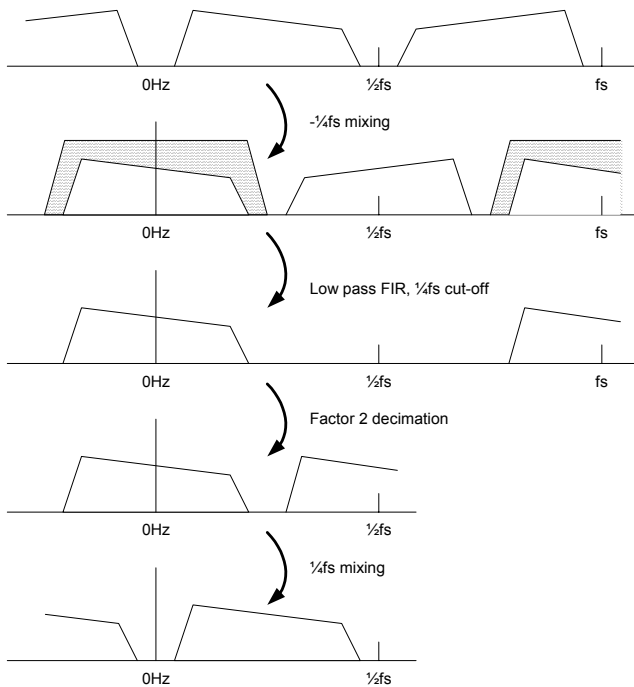 0Hz ½fs fs
-¼fs mixing
0Hz ½fs fs
Low pass FIR, ¼fs cut-off
0Hz ½fs fs
Factor 2 decimation
0Hz ½fs
¼fs mixing
0Hz ½fs